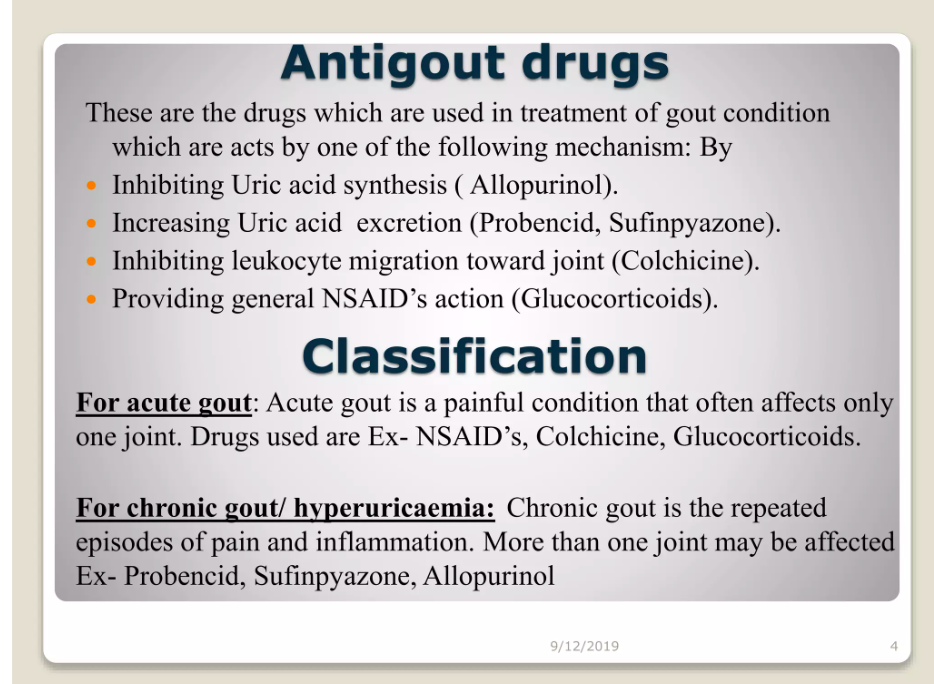 Antigout drugs
These are the drugs which are used in treatment of gout condition
which are acts by one of the following mechanism: By
Inhibiting Uric acid synthesis ( Allopurinol).
Increasing Uric acid excretion (Probencid, Sufinpyazone).
Inhibiting leukocyte migration toward joint (Colchicine).
Providing general NSAID’s action (Glucocorticoids).
Classification
For acute gout: Acute gout is a painful condition that often affects only
one joint. Drugs used are Ex- NSAID’s, Colchicine, Glucocorticoids.
For chronic gout/ hyperuricaemia: Chronic gout is the repeated
episodes of pain and inflammation. More than one joint may be affected
Ex- Probencid, Sufinpyazone, Allopurinol
9/12/2019 4